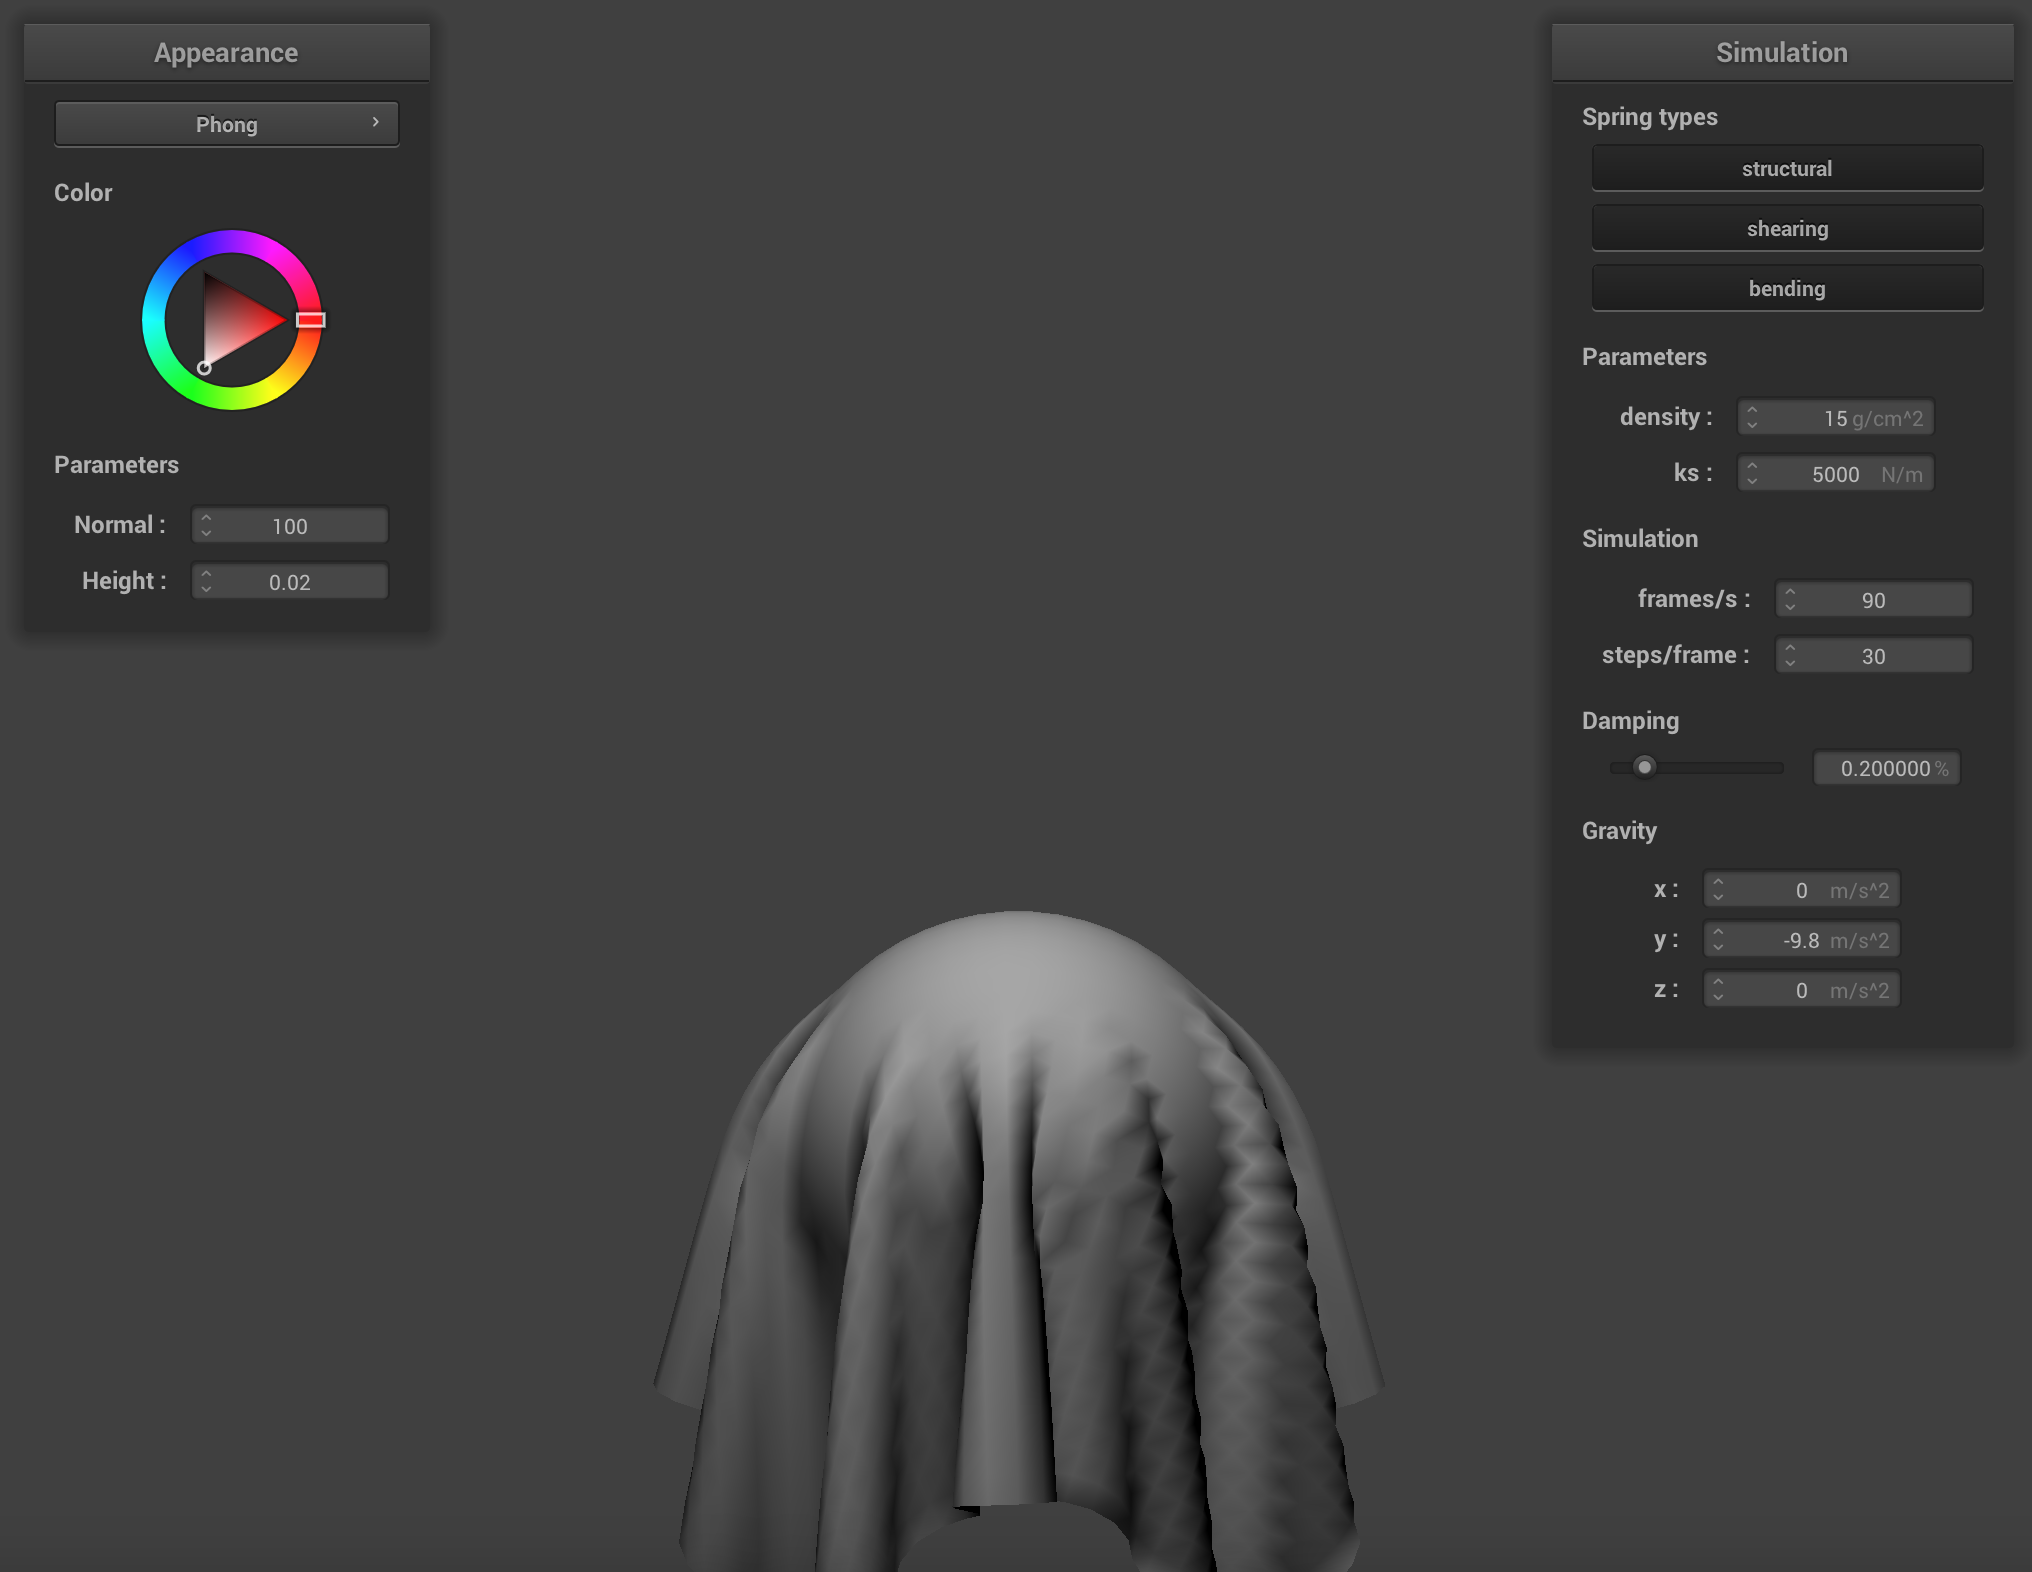 Appearance
Phong
Color
Parameters
Normal : 100
Height : 0.02
Simulation
Spring types
structural
shearing
bending
Parameters
density : 15 g/cm^2
ks : 5000 N/m
Simulation
frames/s : 90
steps/frame : 30
Damping
0.200000 %
Gravity
x : 0 m/s^2
y : -9.8 m/s^2
z : 0 m/s^2